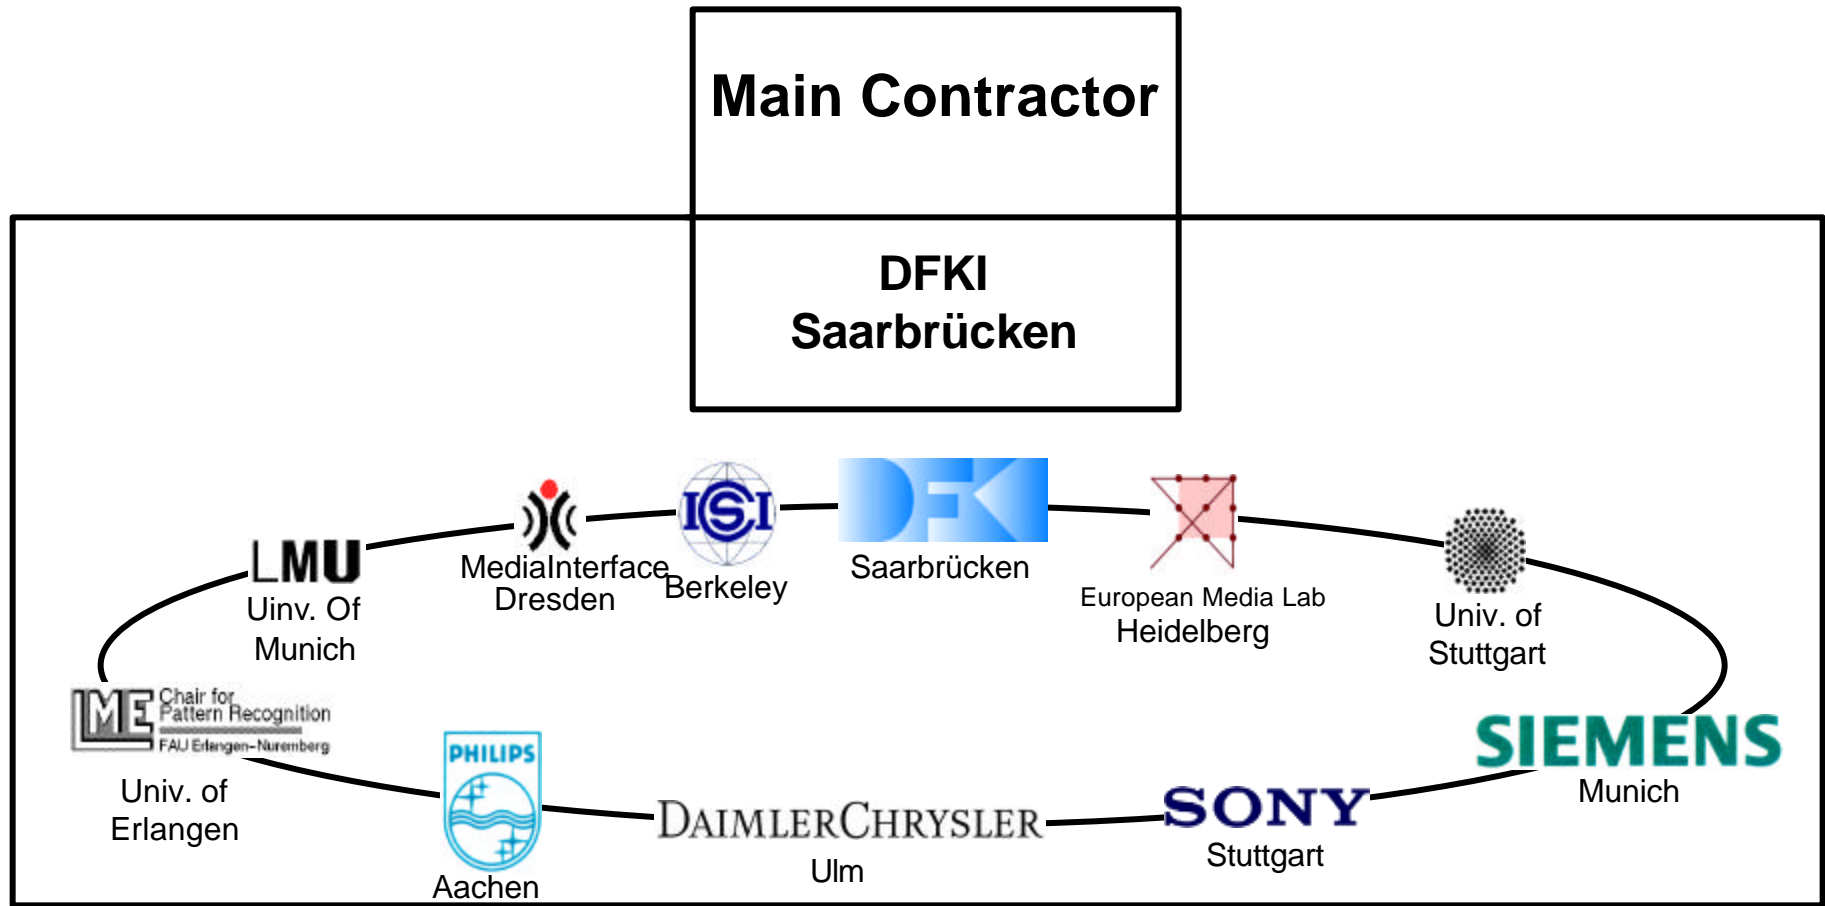 Main Contractor
DFKI
Saarbrücken
LMU
Uinv. Of
Munich
MediaInterface
Dresden
ICSI
Berkeley
DFK
Saarbrücken
European Media Lab
Heidelberg
Univ. of
Stuttgart
LME
Chair for
Pattern Recognition
FAU Erlangen-Nuremberg
Univ. of
Erlangen
PHILIPS
Aachen
DAIMLERCHRYSLER
Ulm
SONY
Stuttgart
SIEMENS
Munich